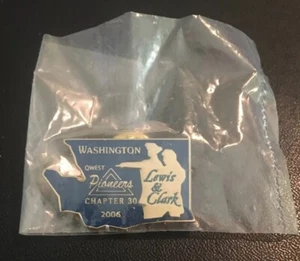 WASHINGTON
QWEST
Pioneers
CHAPTER 30
2006
Lewis
&
Clark